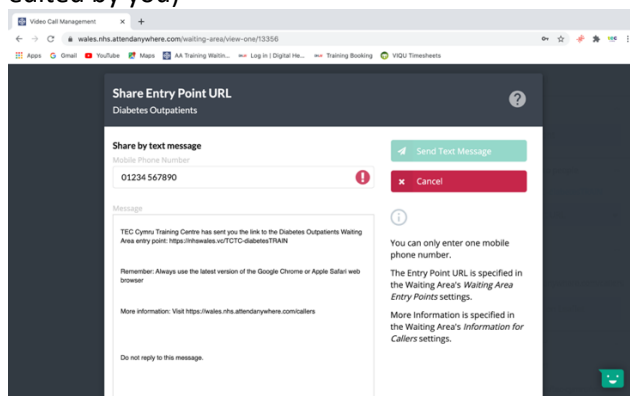 edited by you)
Video Call Management
wales.nhs.attendanywhere.com/waiting-area/view-one/13356
Apps Gmail YouTube Maps AA Training Waitin... Log in | Digital He... Training Booking VIQU Timesheets
Share Entry Point URL
Diabetes Outpatients
Share by text message
Mobile Phone Number
01234 567890
Message
TEC Cymru Training Centre has sent you the link to the Diabetes Outpatients Waiting
Area entry point: https://nhswales.vc/TCTC-diabetesTRAIN
Remember: Always use the latest version of the Google Chrome or Apple Safari web
browser
More information: Visit https://wales.nhs.attendanywhere.com/callers
Do not reply to this message.
Send Text Message
Cancel
You can only enter one mobile
phone number.
The Entry Point URL is specified in
the Waiting Area's Waiting Area
Entry Points settings.
More Information is specified in
the Waiting Area's Information for
Callers settings.